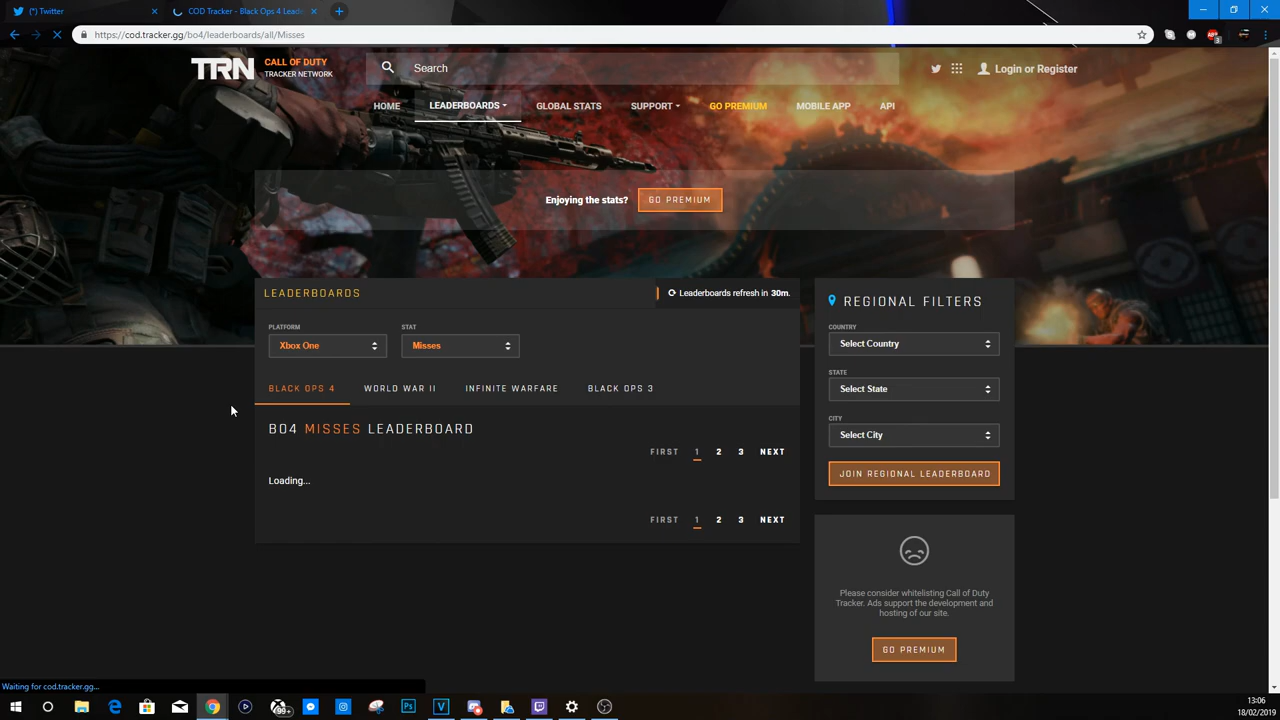 (*) Twitter
COD Tracker - Black Ops 4 Leade
https://cod.tracker.gg/bo4/leaderboards/all/Misses
3
TRN
CALL OF DUTY
TRACKER NETWORK
Search
Login or Register
HOME
LEADERBOARDS
GLOBAL STATS
SUPPORT
GO PREMIUM
MOBILE APP
API
Enjoying the stats?
GO PREMIUM
LEADERBOARDS
Leaderboards refresh in 30m.
PLATFORM
STAT
Xbox One
Misses
BLACK OPS 4
WORLD WAR II
INFINITE WARFARE
BLACK OPS 3
BO4 MISSES LEADERBOARD
FIRST 1 2 3 NEXT
Loading...
FIRST 1 2 3 NEXT
REGIONAL FILTERS
COUNTRY
Select Country
STATE
Select State
CITY
Select City
JOIN REGIONAL LEADERBOARD
Please consider whitelisting Call of Duty
Tracker. Ads support the development and
hosting of our site.
GO PREMIUM
Waiting for cod.tracker.gg...
99+
Ps
V
13:06
18/02/2019